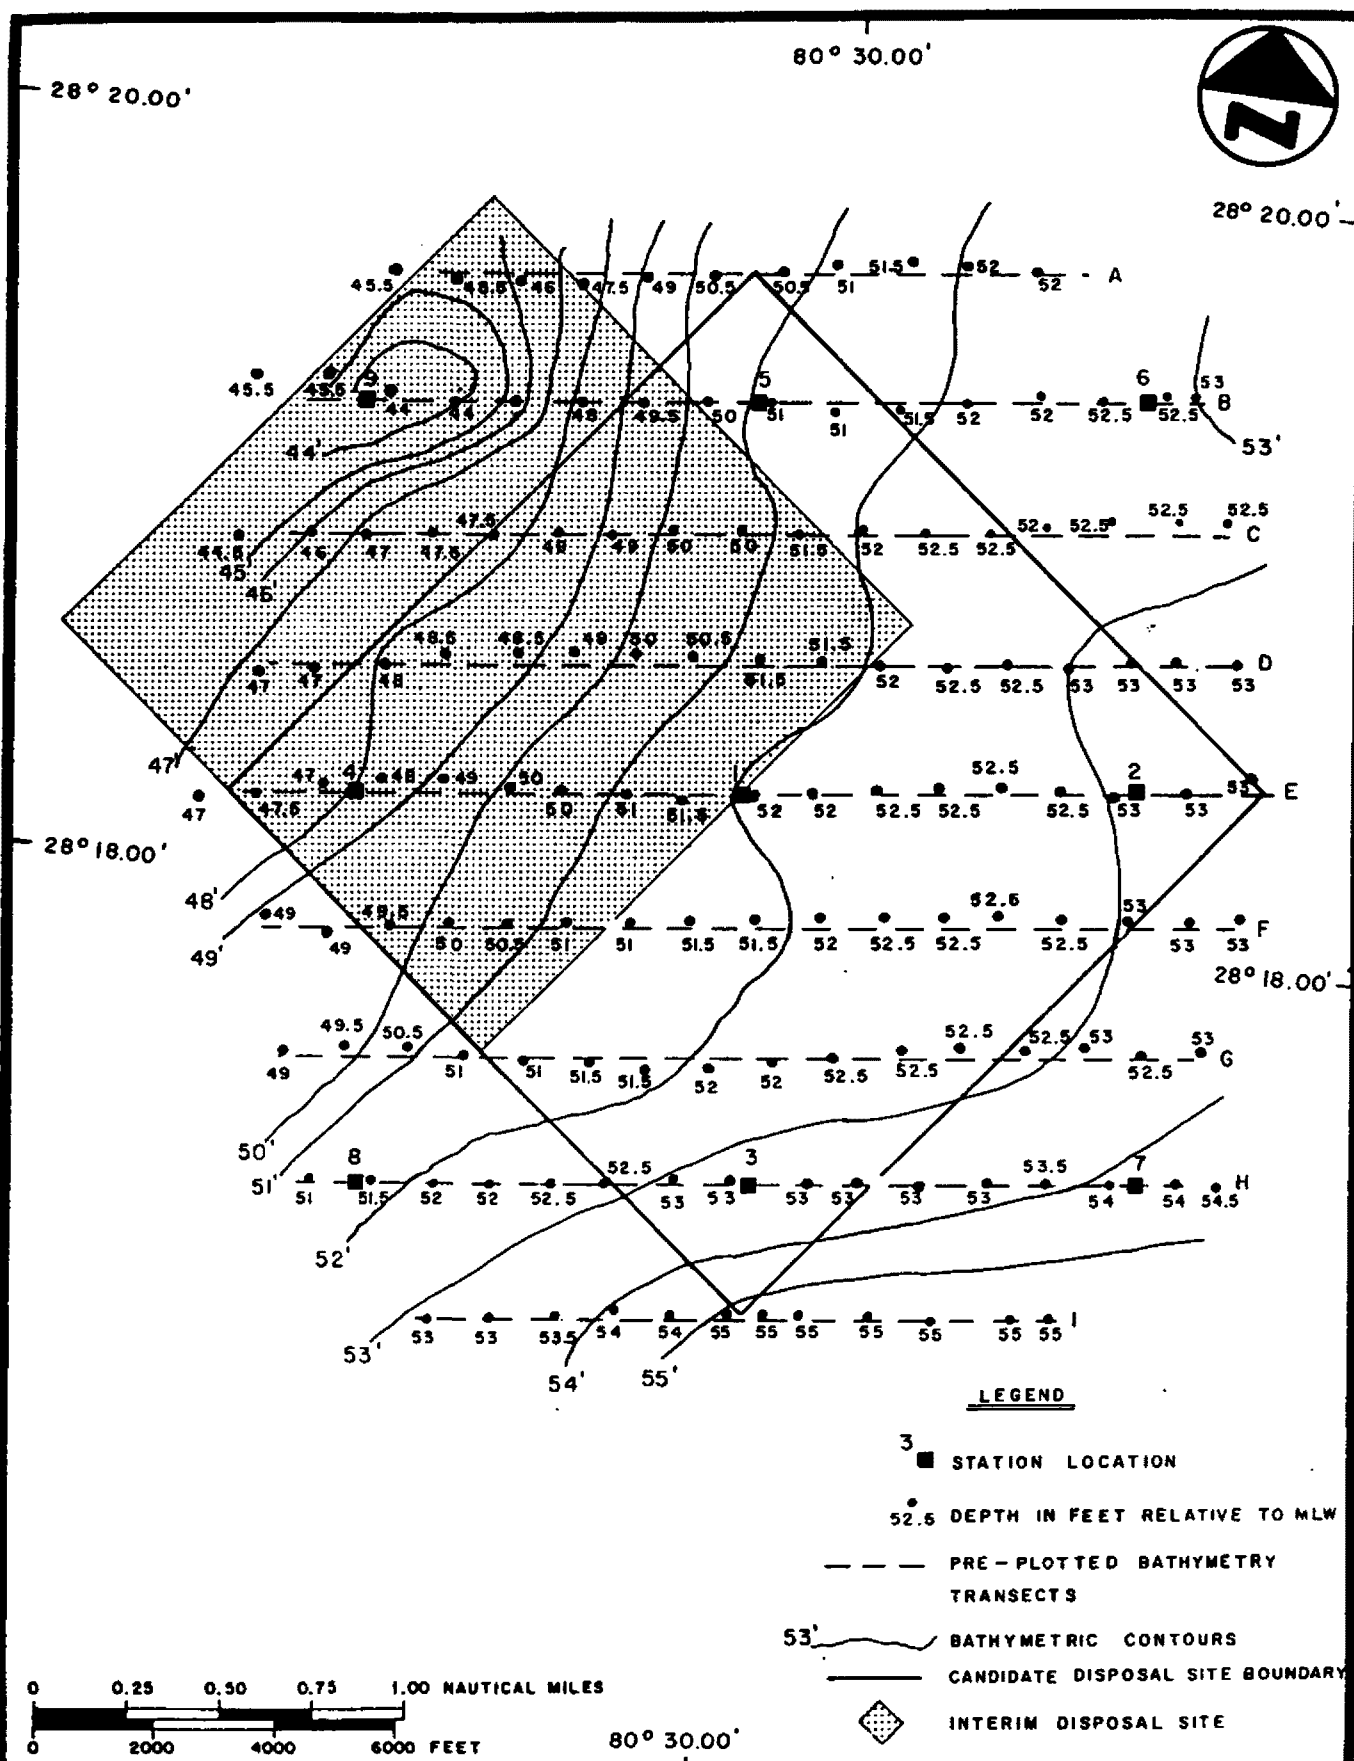 80° 30.00'
28° 20.00'
N
28° 20.00'
45.5 48.5 46 47.5 49 50.5 50.5 51 51.5 52 52 A
45.5 45.5 9 44 44 48 49.5 50 5 51 51 51.5 52 52 52.5 6 52.5 53 B
44' 53'
44.5 46 47 47.5 47.5 48 49 50 50 51.5 52 52.5 52.5 52 52.5 52.5 52.5 C
45'
46'
47 47 48 48.5 48.5 49 50 50.5 51.5 51.5 52 52.5 52.5 53 53 53 53 D
47'
47 47.5 47 4 48 49 50 50 51 51.5 1 52 52 52.5 52.5 52.5 52.5 53 2 53 53 E
28° 18.00'
48'
49 49 49.5 50 50.5 51 51 51.5 51.5 52 52.5 52.5 52.5 52.5 53 53 53 F
49'
28° 18.00'
49 49.5 50.5 51 51 51.5 51.5 52 52 52.5 52.5 52.5 52.5 53 52.5 53 G
50'
51'
51 8 51.5 52 52 52.5 52.5 53 53 3 53 53 53 53 53.5 54 7 54 54.5 H
52'
53 53 53.5 54 54 55 55 55 55 55 55 55 I
53'
54'
55'
LEGEND
3 STATION LOCATION
52.5 DEPTH IN FEET RELATIVE TO MLW
PRE-PLOTTED BATHYMETRY
TRANSECTS
53' BATHYMETRIC CONTOURS
CANDIDATE DISPOSAL SITE BOUNDARY
INTERIM DISPOSAL SITE
0 0.25 0.50 0.75 1.00 NAUTICAL MILES
0 2000 4000 6000 FEET
80° 30.00'